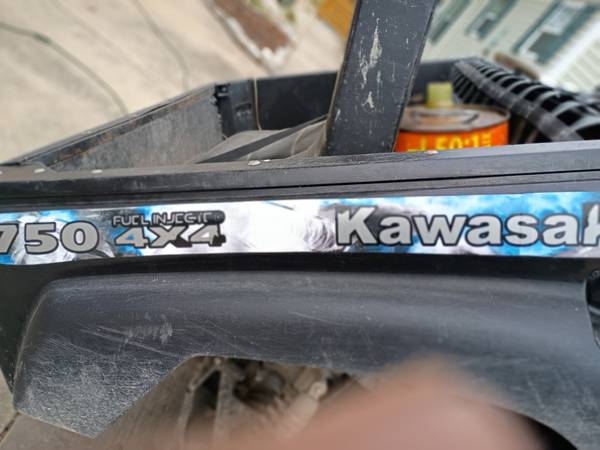 750
FUEL INJECTED
4X4
Kawasak
50:1